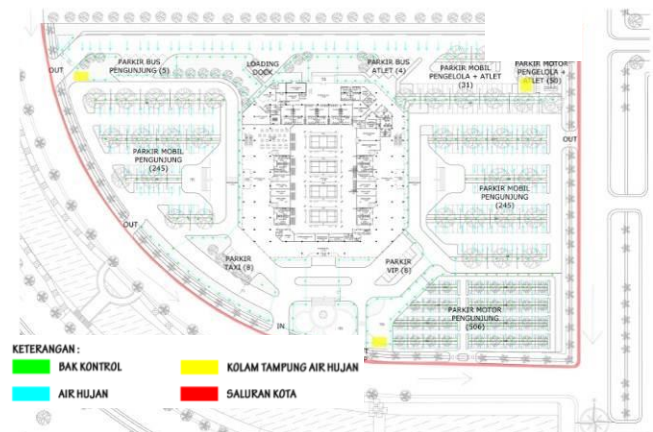 PARKIR BUS
PENGUNJUNG (5)
LOADING
DOCK
PARKIR BUS
ATLET (4)
PARKIR MOBIL
PENGELOLA + ATLET
(31)
PARKIR MOTOR
PENGELOLA +
ATLET (50)
OUT
OUT
PARKIR MOBIL
PENGUNJUNG
(245)
PARKIR MOBIL
PENGUNJUNG
(245)
OUT
PARKIR
TAXI (8)
PARKIR
VIP (8)
PARKIR MOTOR
PENGUNJUNG
(506)
IN
KETERANGAN :
BAK KONTROL
KOLAM TAMPUNG AIR HUJAN
AIR HUJAN
SALURAN KOTA